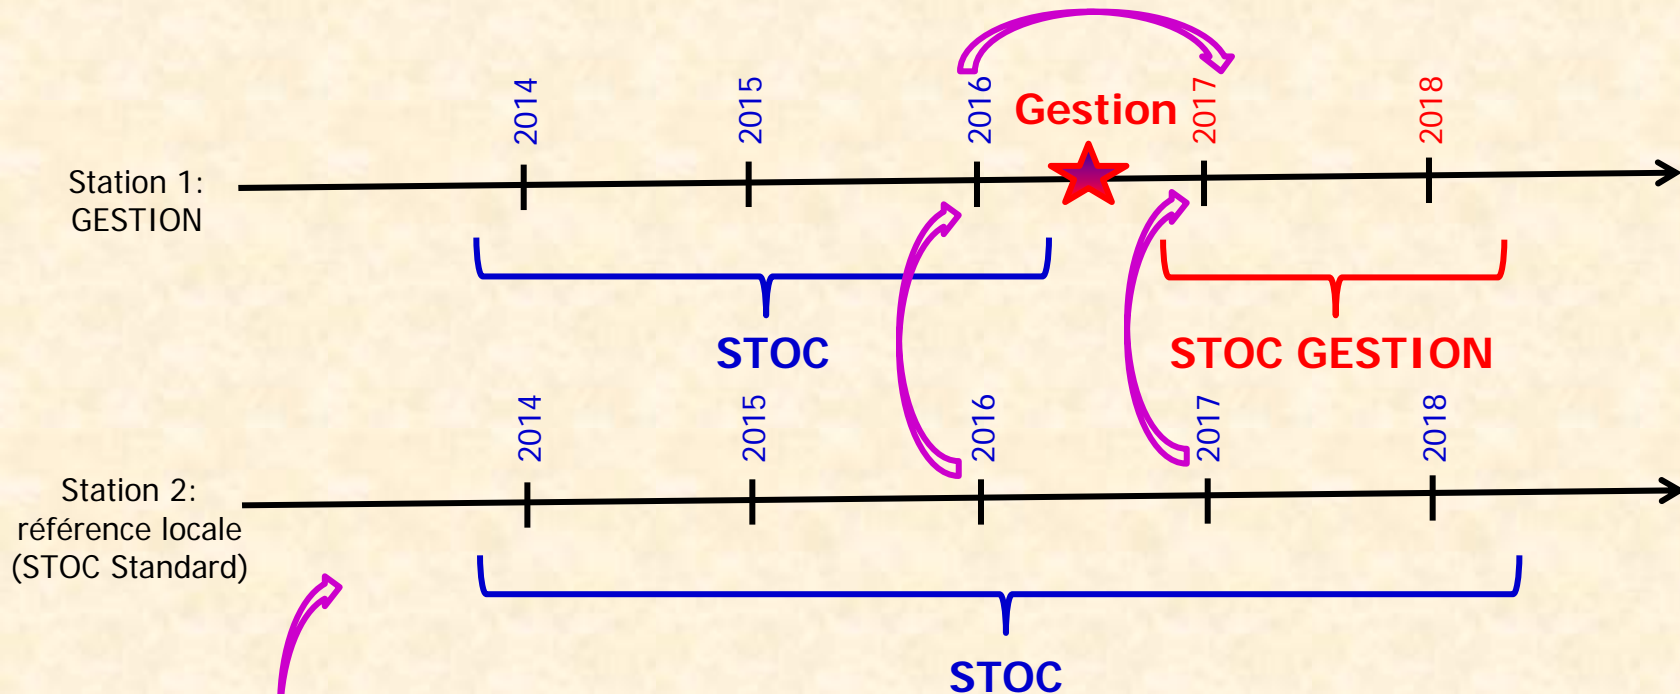 2014
2015
2016
Gestion
2017
2018
Station 1:
GESTION
STOC
STOC GESTION
2014
2015
2016
2017
2018
Station 2:
référence locale
(STOC Standard)
STOC